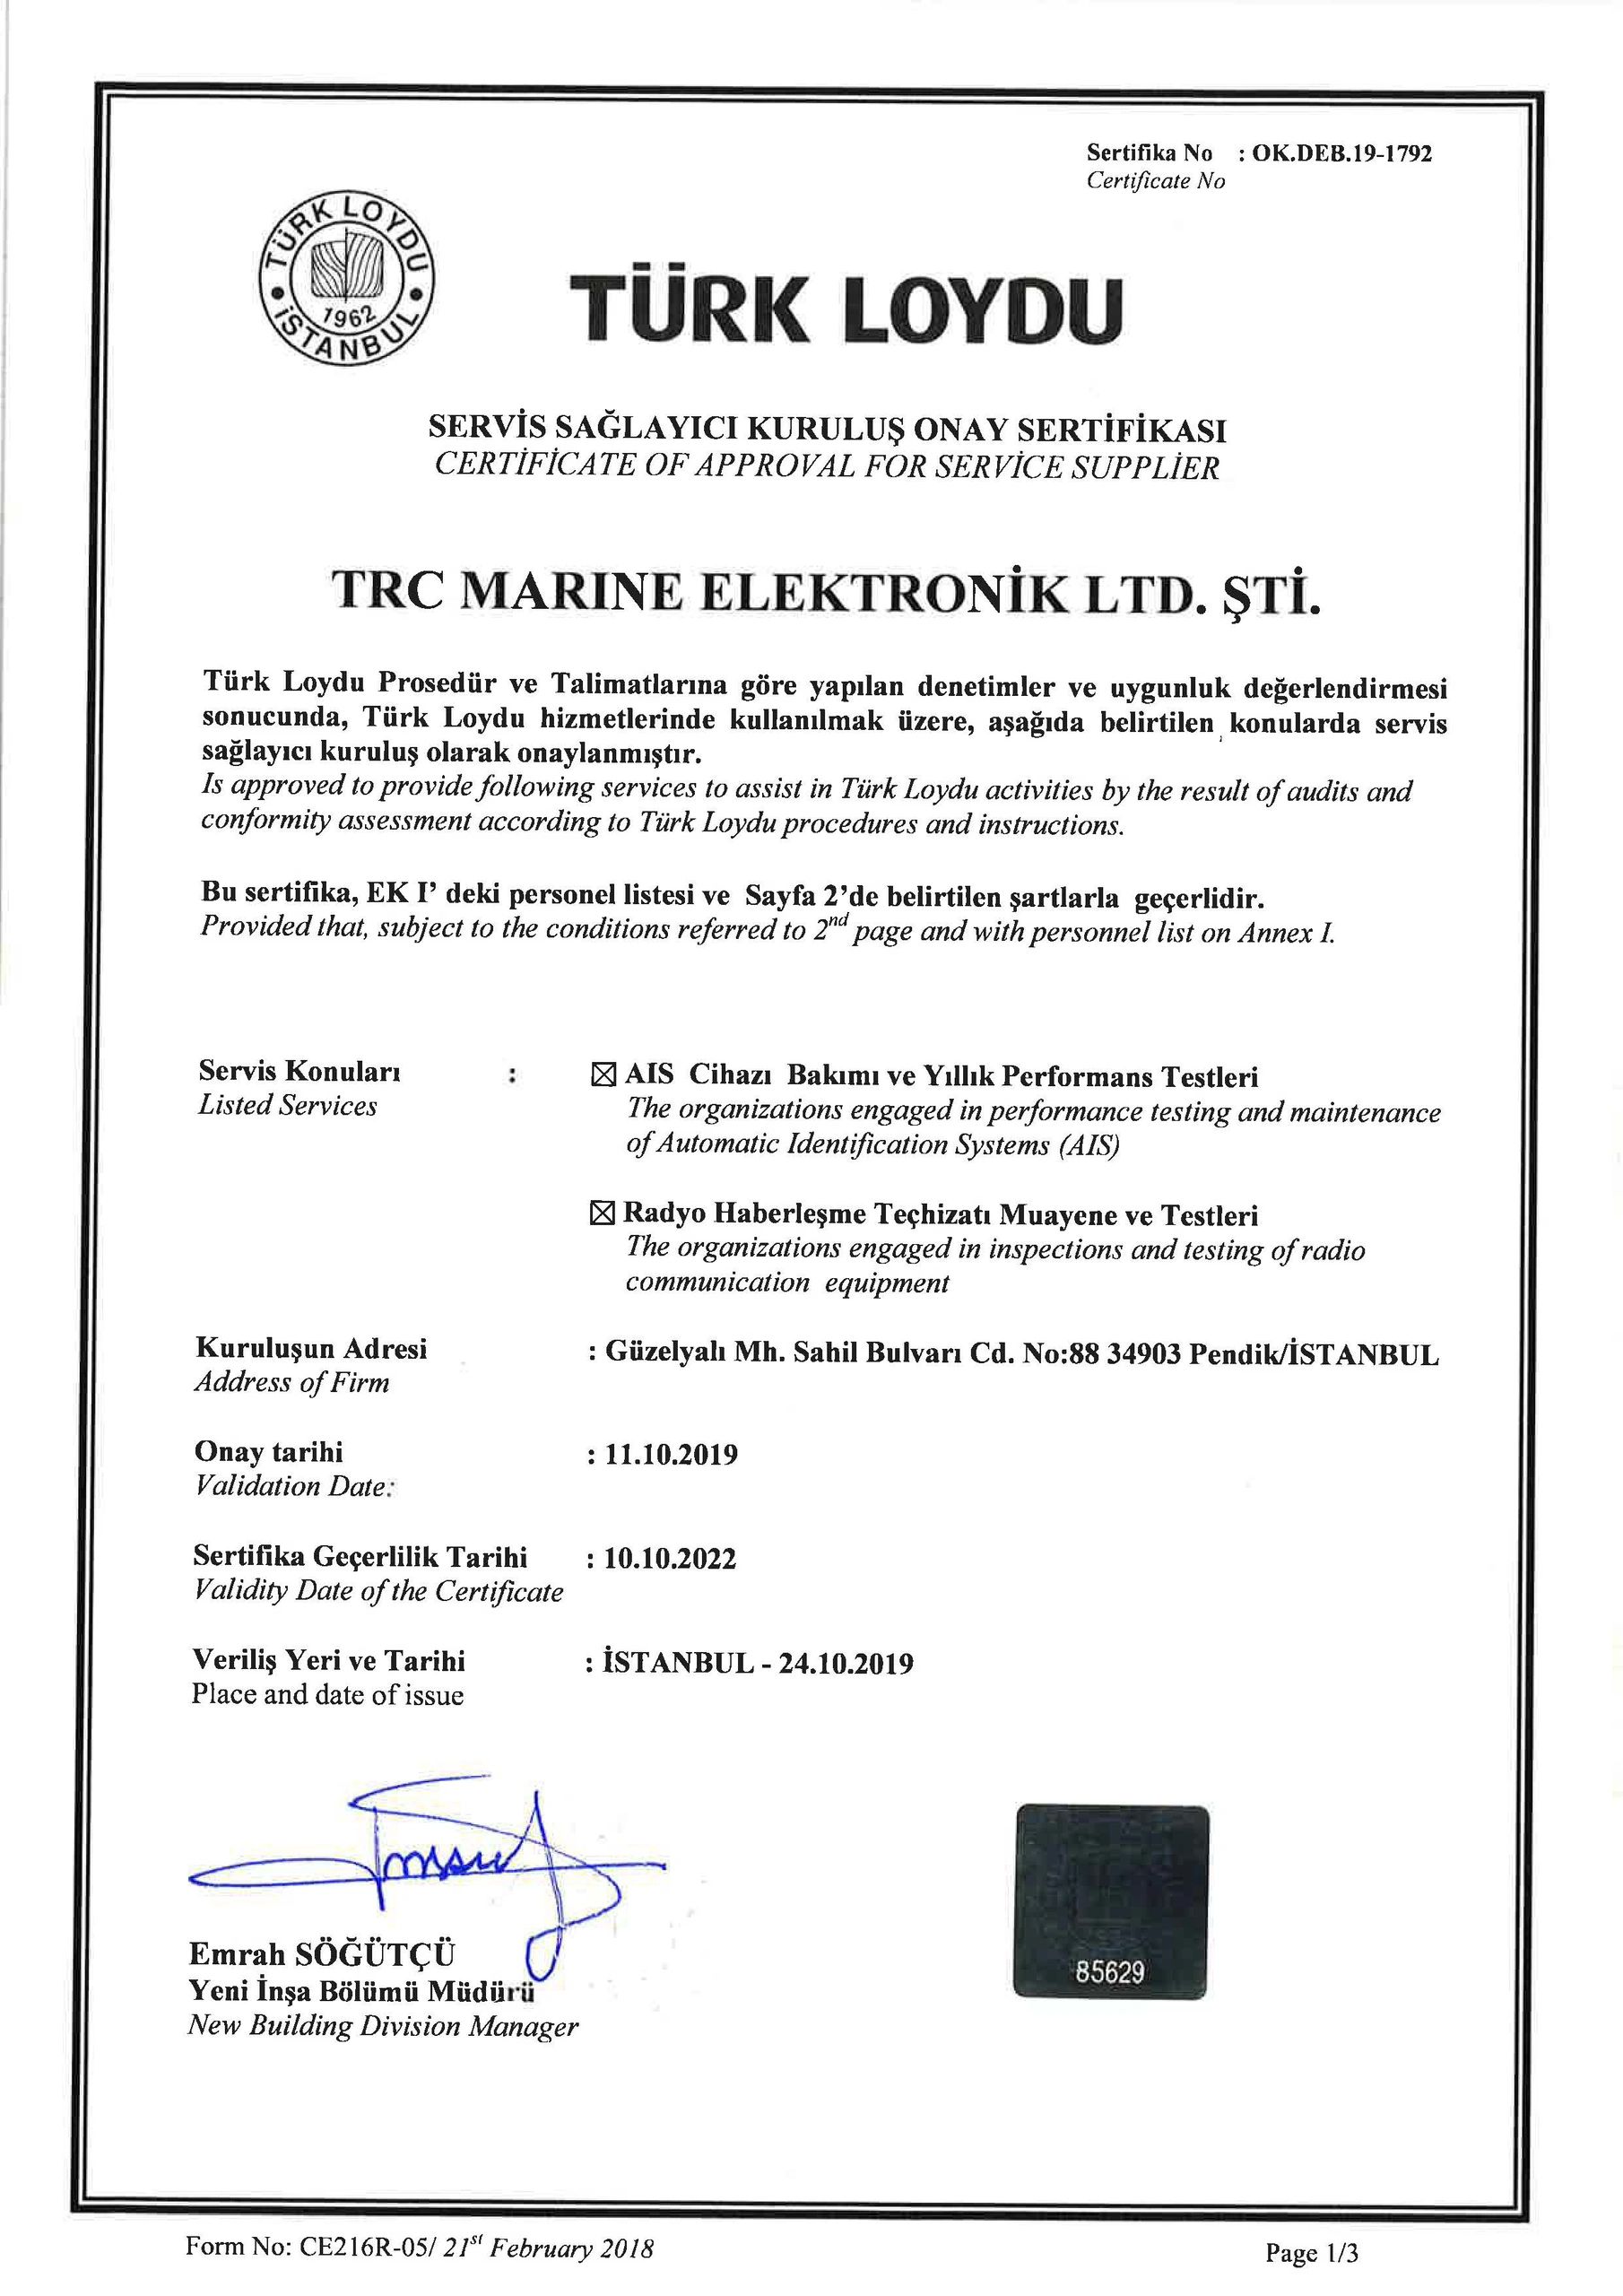 Sertifika No : OK.DEB.19-1792
Certificate No
TÜRK LOYDU
1962
İSTANBUL
TÜRK LOYDU
SERVİS SAĞLAYICI KURULUŞ ONAY SERTİFİKASI
CERTİFİCATE OF APPROVAL FOR SERVİCE SUPPLİER
TRC MARINE ELEKTRONİK LTD. ŞTİ.
Türk Loydu Prosedür ve Talimatlarına göre yapılan denetimler ve uygunluk değerlendirmesi
sonucunda, Türk Loydu hizmetlerinde kullanılmak üzere, aşağıda belirtilen konularda servis
sağlayıcı kuruluş olarak onaylanmıştır.
Is approved to provide following services to assist in Türk Loydu activities by the result of audits and
conformity assessment according to Türk Loydu procedures and instructions.
Bu sertifika, EK I' deki personel listesi ve Sayfa 2'de belirtilen şartlarla geçerlidir.
Provided that, subject to the conditions referred to 2nd page and with personnel list on Annex I.
Servis Konuları : ☒ AIS Cihazı Bakımı ve Yıllık Performans Testleri
Listed Services The organizations engaged in performance testing and maintenance
of Automatic Identification Systems (AIS)
☒ Radyo Haberleşme Teçhizatı Muayene ve Testleri
The organizations engaged in inspections and testing of radio
communication equipment
Kuruluşun Adresi : Güzelyalı Mh. Sahil Bulvarı Cd. No:88 34903 Pendik/İSTANBUL
Address of Firm
Onay tarihi : 11.10.2019
Validation Date:
Sertifika Geçerlilik Tarihi : 10.10.2022
Validity Date of the Certificate
Veriliş Yeri ve Tarihi : İSTANBUL - 24.10.2019
Place and date of issue
Emrah SÖĞÜTÇÜ
Yeni İnşa Bölümü Müdürü
New Building Division Manager
85629
Form No: CE216R-05/ 21st February 2018
Page 1/3